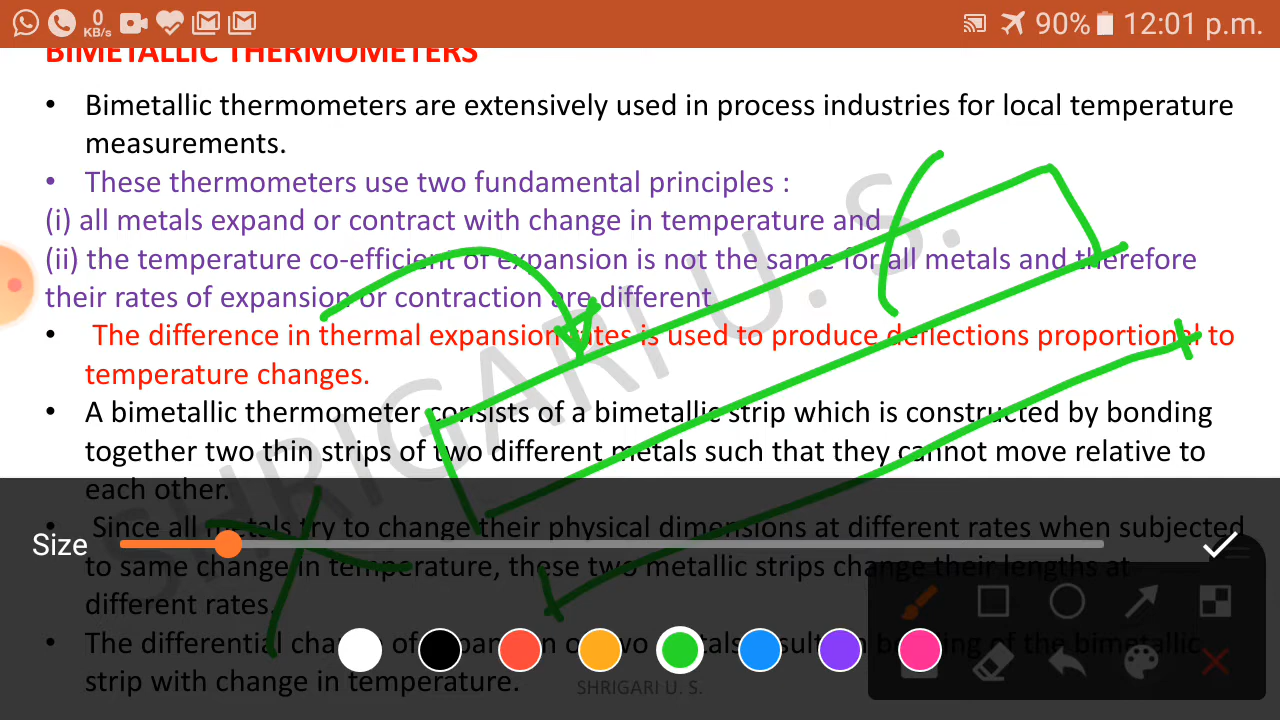 0
KB/s
90%
12:01 p.m.
BIMETALLIC THERMOMETERS
• Bimetallic thermometers are extensively used in process industries for local temperature
measurements.
• These thermometers use two fundamental principles :
(i) all metals expand or contract with change in temperature and
(ii) the temperature co-efficient of expansion is not the same for all metals and therefore
their rates of expansion or contraction are different
• The difference in thermal expansion rates is used to produce deflections proportional to
temperature changes.
• A bimetallic thermometer consists of a bimetallic strip which is constructed by bonding
together two thin strips of two different metals such that they cannot move relative to
each other.
• Since all metals try to change their physical dimensions at different rates when subjected
Size
to same change in temperature, these two metallic strips change their lengths at
different rates.
• The differential change of expansion of two metals results in bending of the bimetallic
strip with change in temperature.
SHRIGARI U. S.
SHRIGARI U. S.